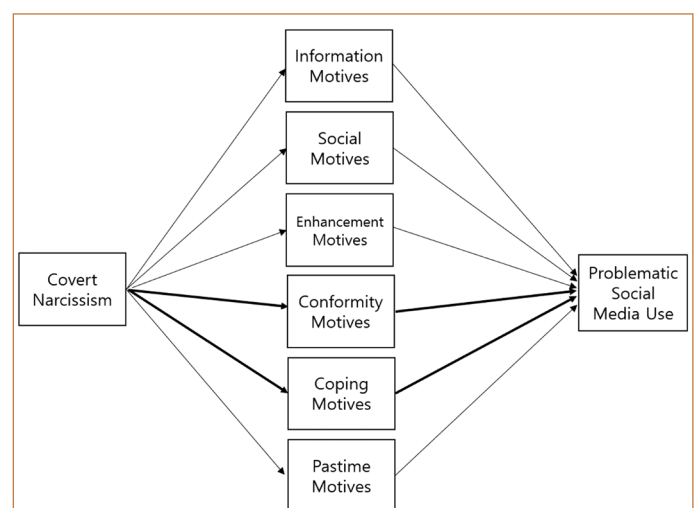 Information
Motives
Social
Motives
Enhancement
Motives
Covert
Narcissism
Conformity
Motives
Problematic
Social
Media Use
Coping
Motives
Pastime
Motives